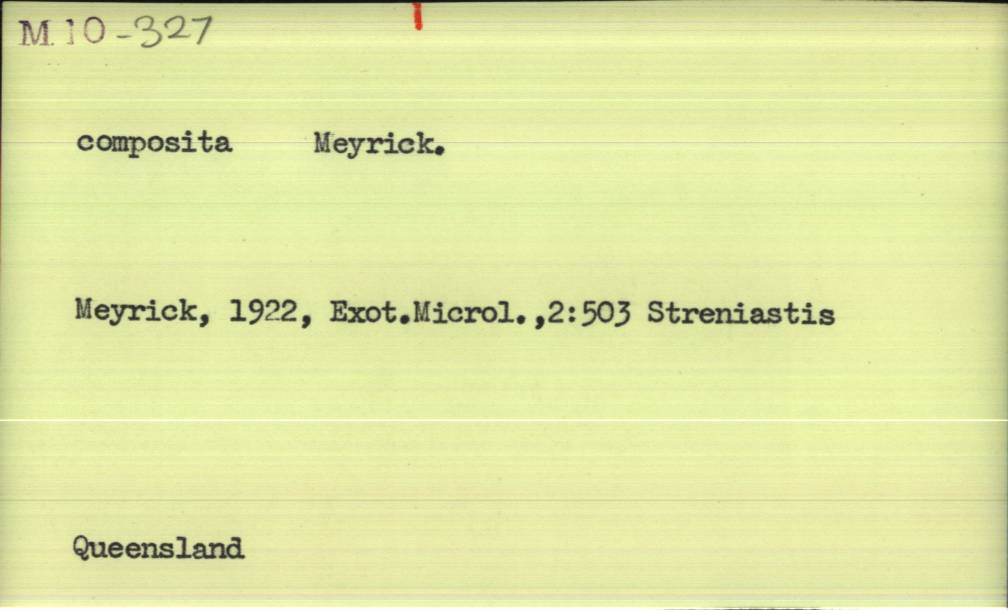 M 10-327
composita Meyrick.
Meyrick, 1922, Exot.Microl.,2:503 Streniastis
Queensland